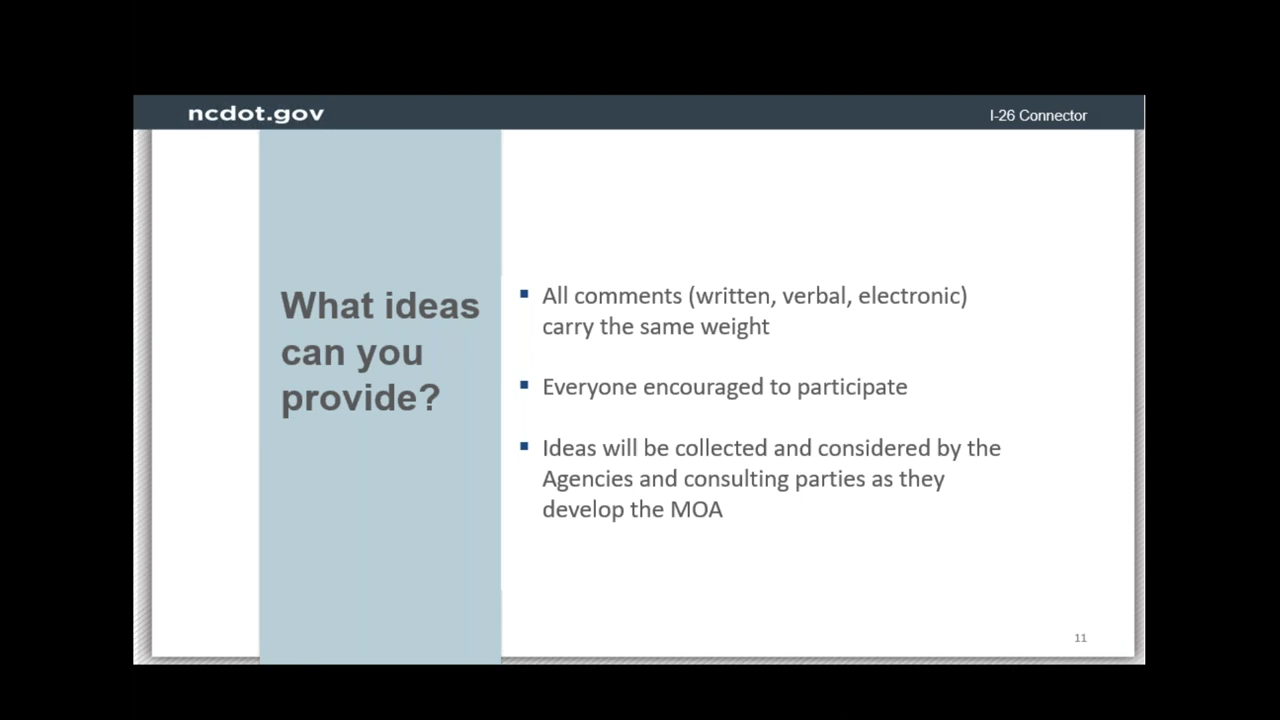 ncdot.gov
I-26 Connector
What ideas
can you
provide?
▪ All comments (written, verbal, electronic)
carry the same weight
▪ Everyone encouraged to participate
▪ Ideas will be collected and considered by the
Agencies and consulting parties as they
develop the MOA
11